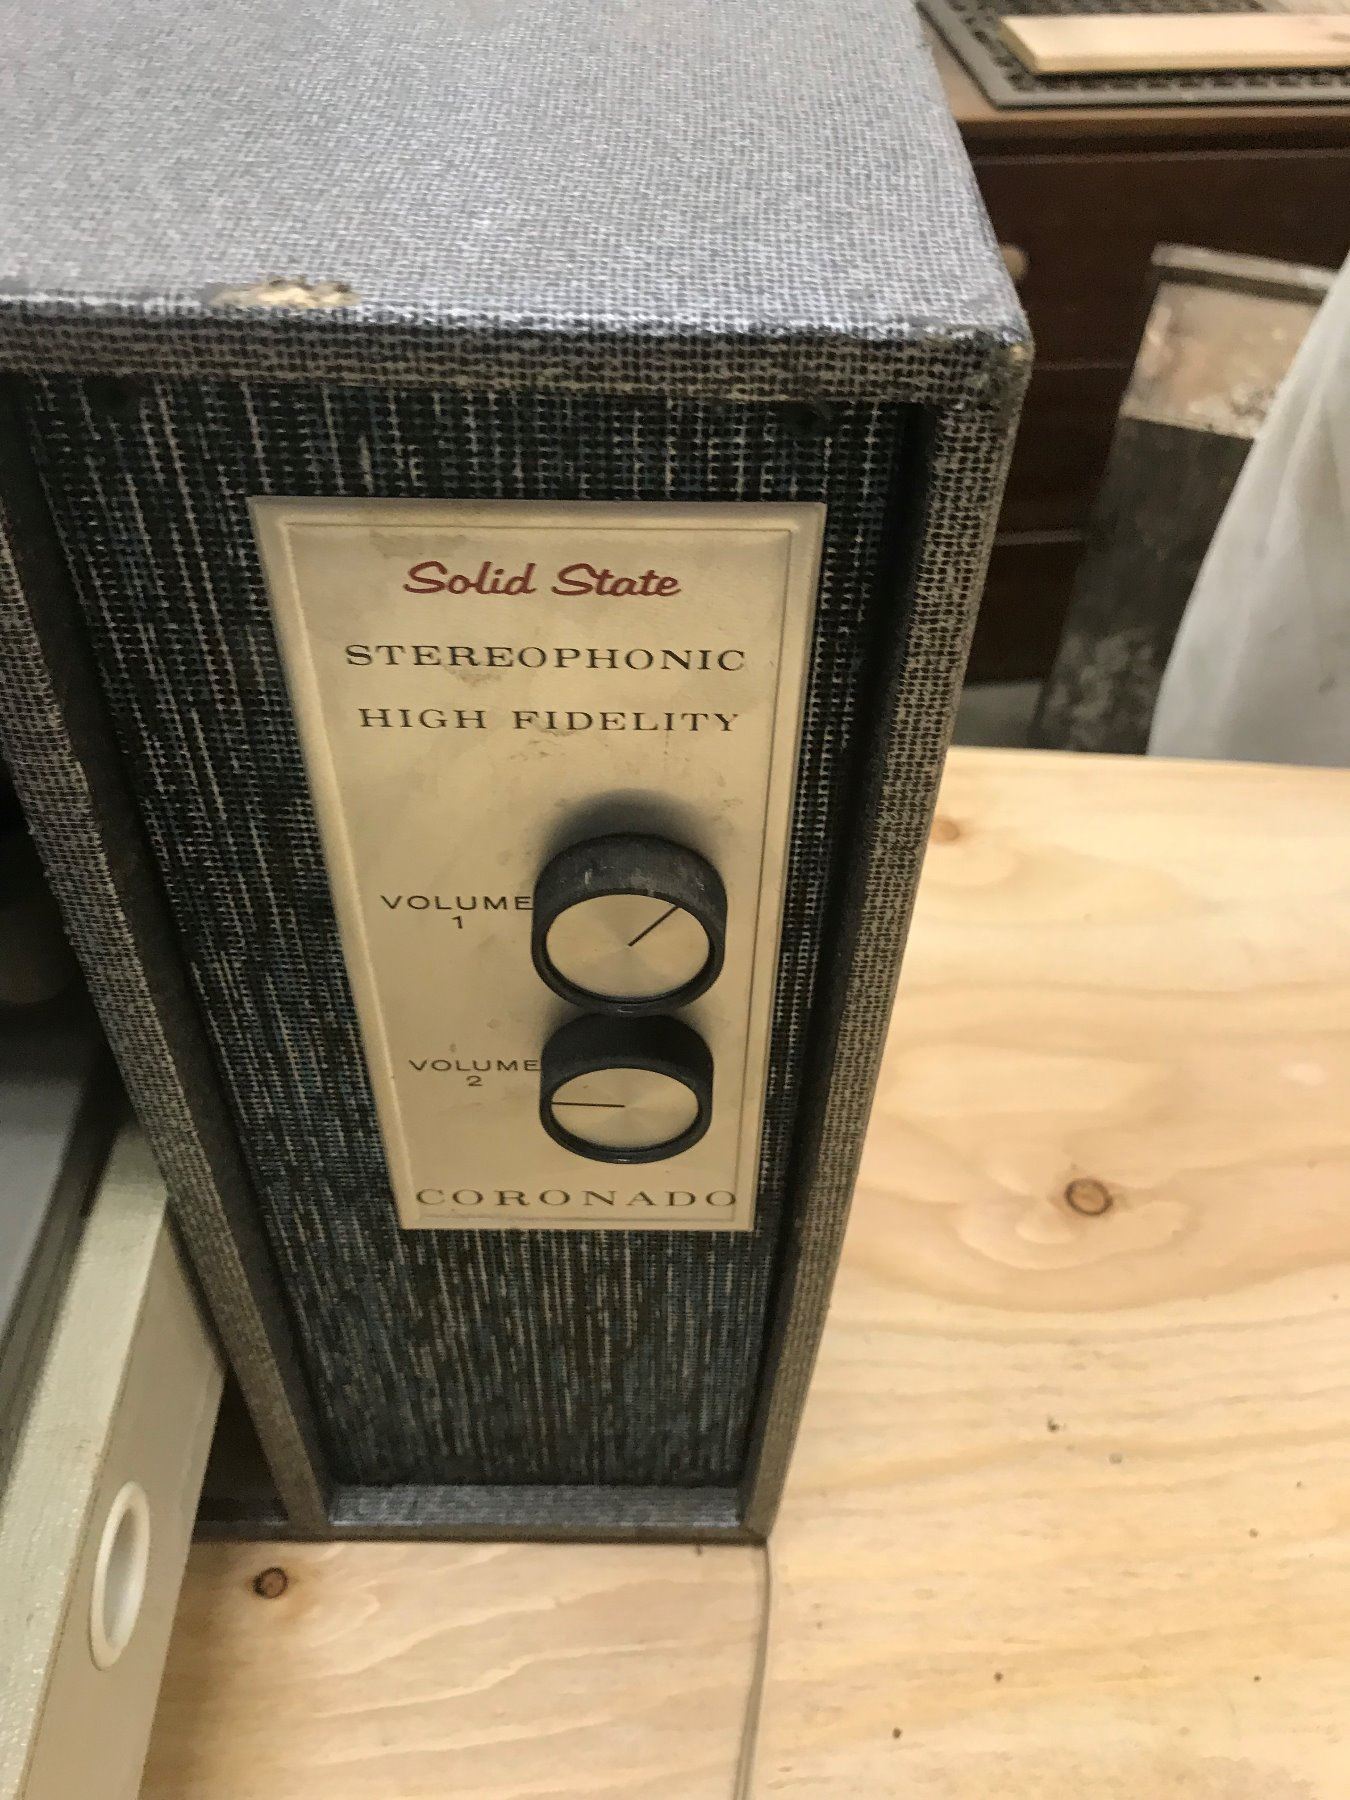 Solid State
STEREOPHONIC
HIGH FIDELITY
VOLUME
1
VOLUME
2
CORONADO